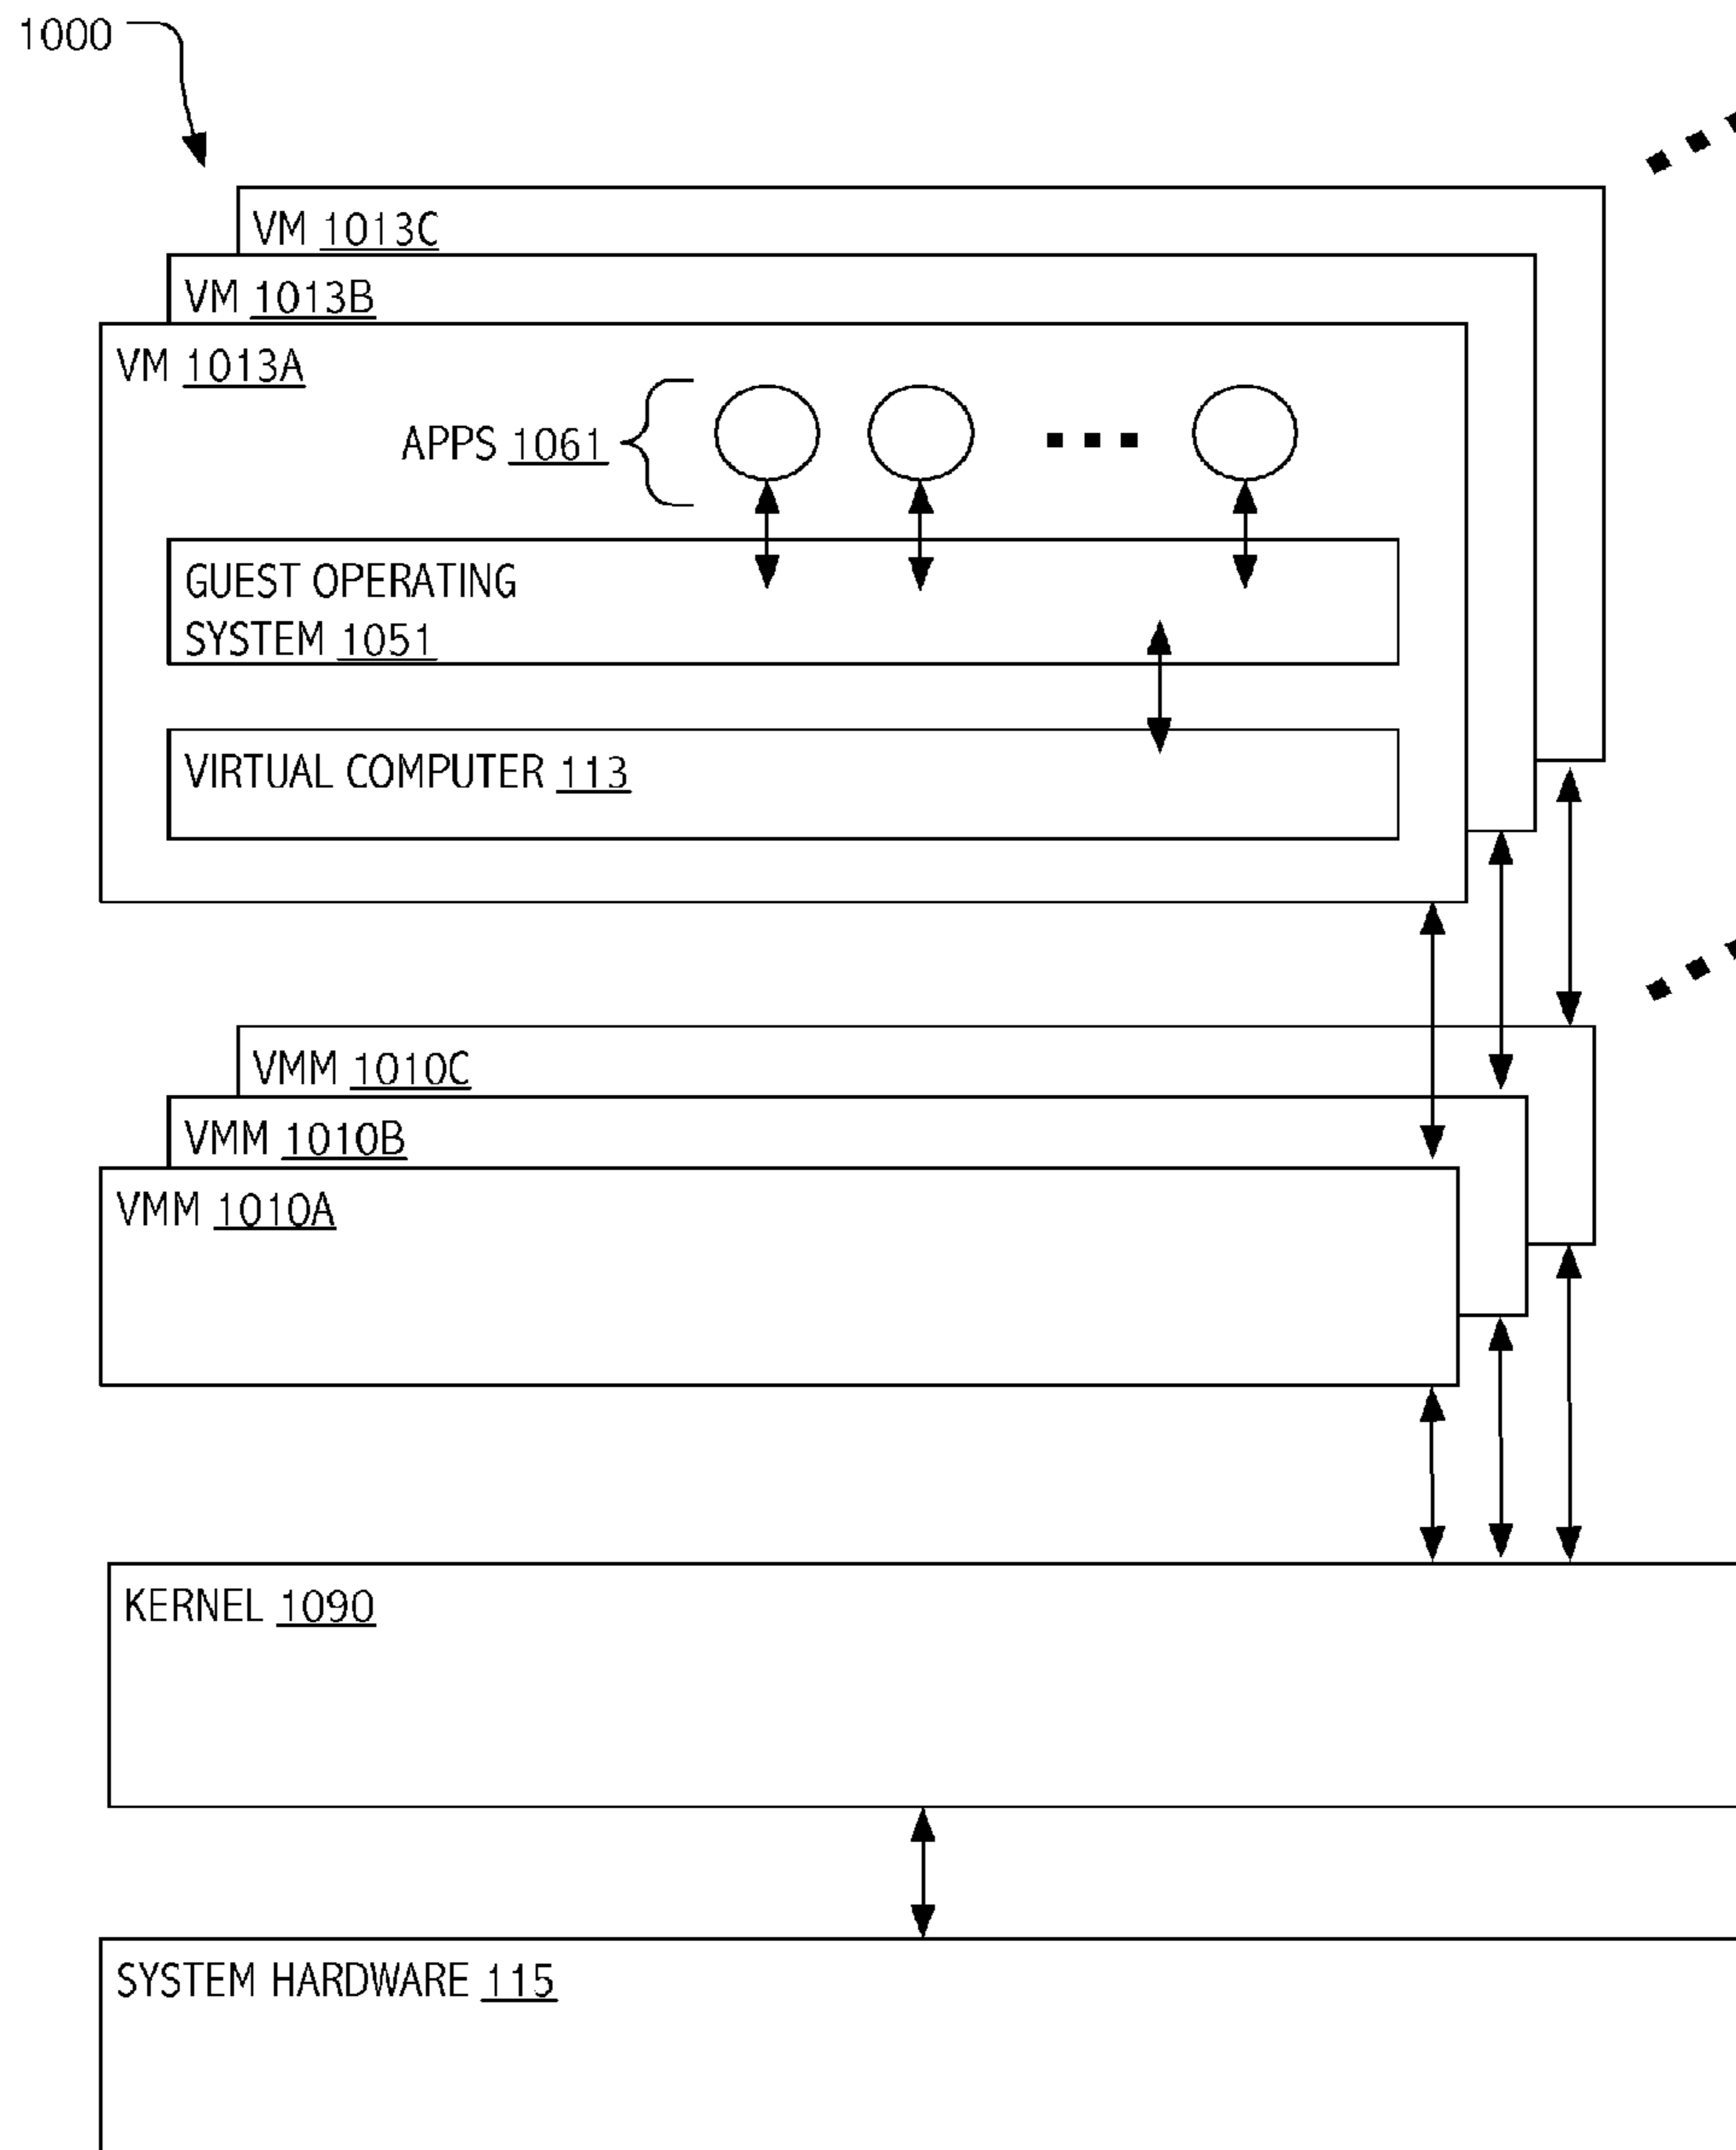 1000
VM 1013C
VM 1013B
VM 1013A
APPS 1061
GUEST OPERATING
SYSTEM 1051
VIRTUAL COMPUTER 113
VMM 1010C
VMM 1010B
VMM 1010A
KERNEL 1090
SYSTEM HARDWARE 115